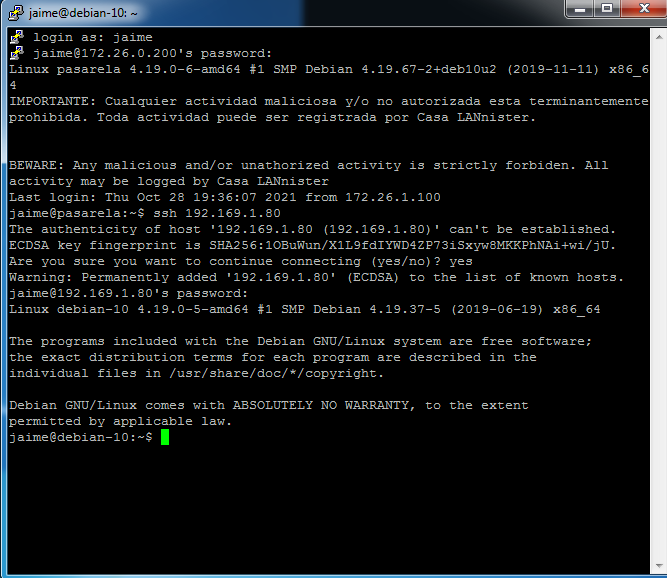 jaime@debian-10: ~
login as: jaime
jaime@172.26.0.200's password:
Linux pasarela 4.19.0-6-amd64 #1 SMP Debian 4.19.67-2+deb10u2 (2019-11-11) x86_6
4
IMPORTANTE: Cualquier actividad maliciosa y/o no autorizada esta terminantemente
prohibida. Toda actividad puede ser registrada por Casa LANnister.
BEWARE: Any malicious and/or unathorized activity is strictly forbiden. All
activity may be logged by Casa LANnister
Last login: Thu Oct 28 19:36:07 2021 from 172.26.1.100
jaime@pasarela:~$ ssh 192.169.1.80
The authenticity of host '192.169.1.80 (192.169.1.80)' can't be established.
ECDSA key fingerprint is SHA256:1OBuWun/X1L9fdIYWD4ZP73iSxyw8MKKPhNAi+wi/jU.
Are you sure you want to continue connecting (yes/no)? yes
Warning: Permanently added '192.169.1.80' (ECDSA) to the list of known hosts.
jaime@192.169.1.80's password:
Linux debian-10 4.19.0-5-amd64 #1 SMP Debian 4.19.37-5 (2019-06-19) x86_64
The programs included with the Debian GNU/Linux system are free software;
the exact distribution terms for each program are described in the
individual files in /usr/share/doc/*/copyright.
Debian GNU/Linux comes with ABSOLUTELY NO WARRANTY, to the extent
permitted by applicable law.
jaime@debian-10:~$